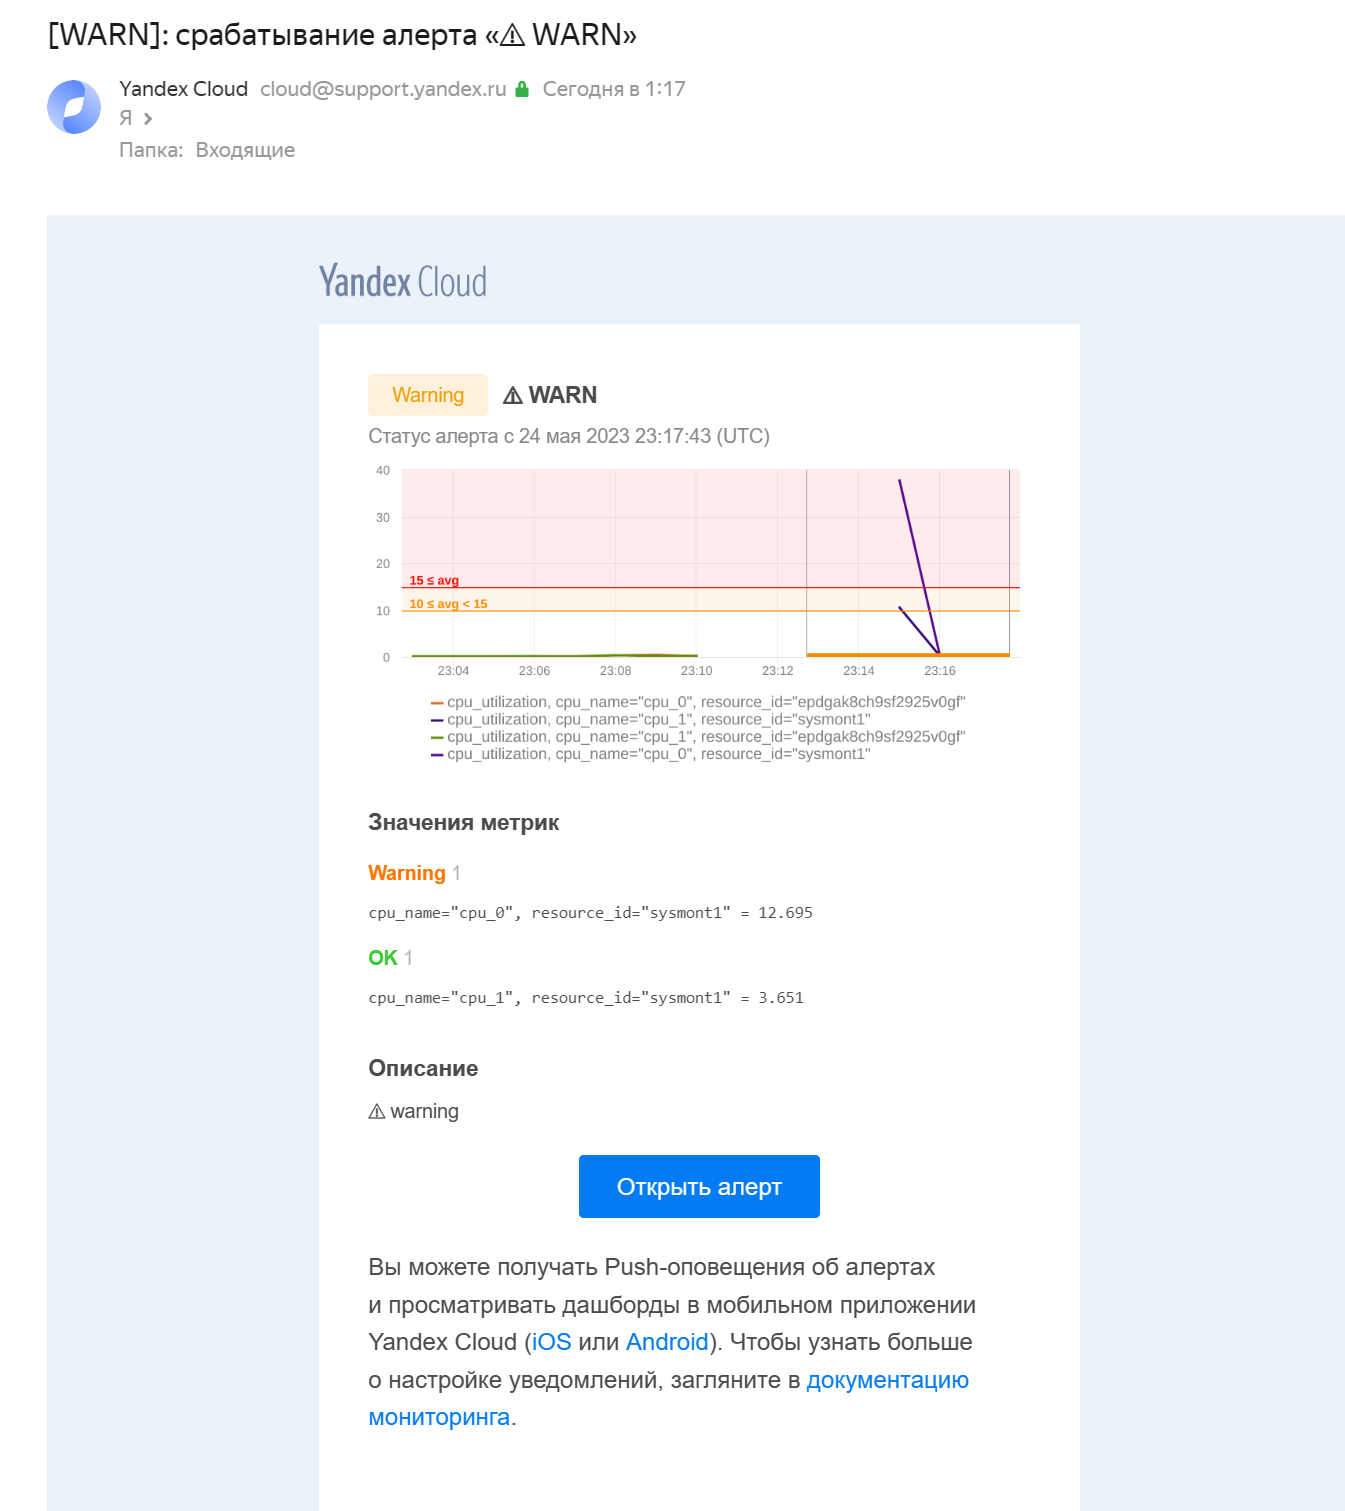 [WARN]: срабатывание алерта «⚠ WARN»
Yandex Cloud cloud@support.yandex.ru Сегодня в 1:17
Я
Папка: Входящие
Yandex Cloud
Warning ⚠ WARN
Статус алерта с 24 мая 2023 23:17:43 (UTC)
40
30
20
15 ≤ avg
10 ≤ avg < 15
10
0
23:04 23:06 23:08 23:10 23:12 23:14 23:16
cpu_utilization, cpu_name="cpu_0", resource_id="epdgak8ch9sf2925v0gf"
cpu_utilization, cpu_name="cpu_1", resource_id="sysmont1"
cpu_utilization, cpu_name="cpu_1", resource_id="epdgak8ch9sf2925v0gf"
cpu_utilization, cpu_name="cpu_0", resource_id="sysmont1"
Значения метрик
Warning 1
cpu_name="cpu_0", resource_id="sysmont1" = 12.695
OK 1
cpu_name="cpu_1", resource_id="sysmont1" = 3.651
Описание
⚠ warning
Открыть алерт
Вы можете получать Push-оповещения об алертах
и просматривать дашборды в мобильном приложении
Yandex Cloud (iOS или Android). Чтобы узнать больше
о настройке уведомлений, загляните в документацию
мониторинга.